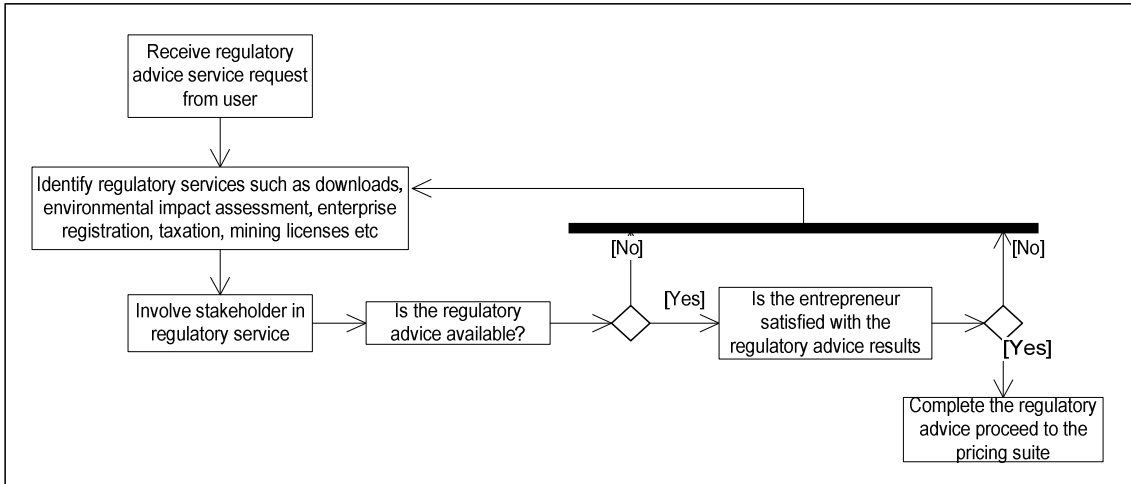 Receive regulatory
advice service request
from user
Identify regulatory services such as downloads,
environmental impact assessment, enterprise
registration, taxation, mining licenses etc
Involve stakeholder in
regulatory service
Is the regulatory
advice available?
[No]
[Yes]
Is the entrepreneur
satisfied with the
regulatory advice results
[No]
[Yes]
Complete the regulatory
advice proceed to the
pricing suite